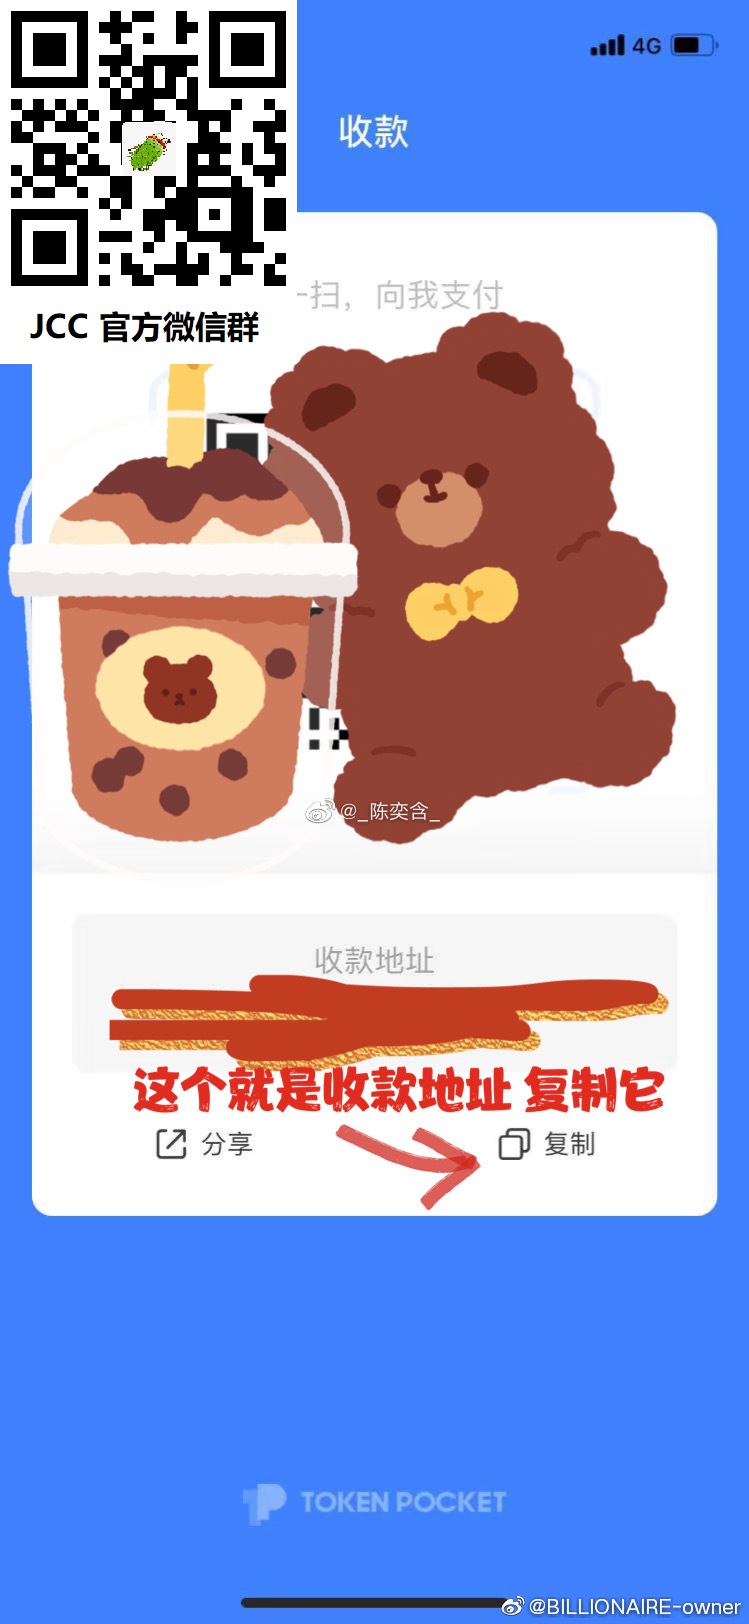 4G
收款
JCC 官方微信群
一扫，向我支付
@_陈奕含_
收款地址
这个就是收款地址 复制它
分享
复制
TOKEN POCKET
@BILLIONAIRE-owner